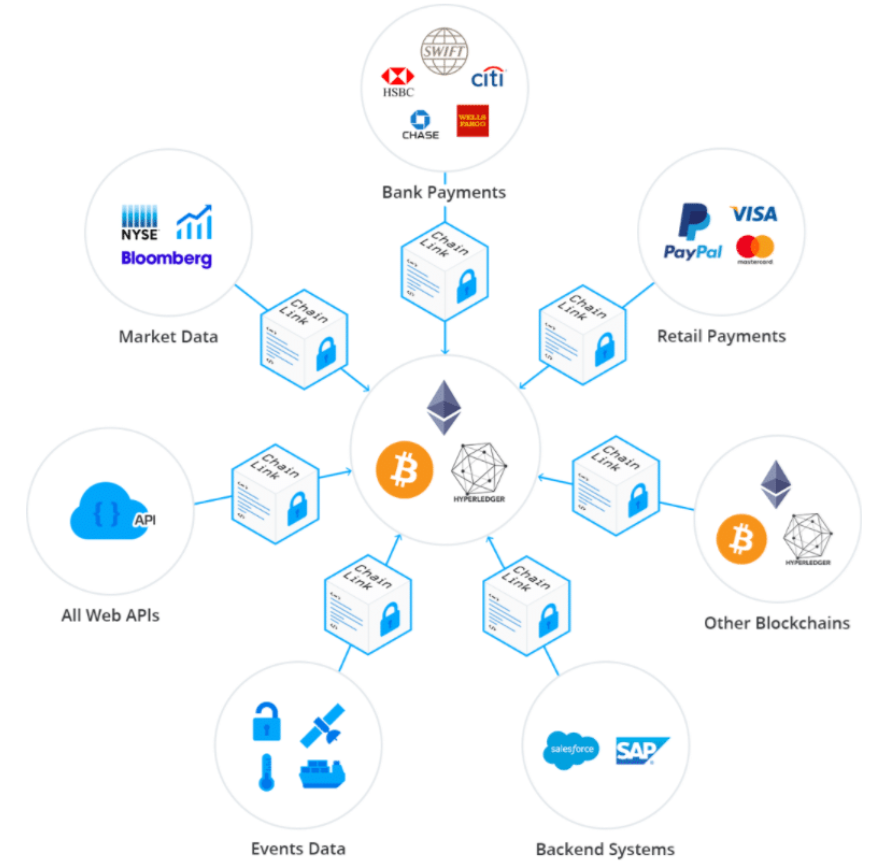 SWIFT
HSBC
citi
CHASE
WELLS
FARGO
Bank Payments
NYSE
Bloomberg
Market Data
PayPal
VISA
mastercard
Retail Payments
Chain
Link
Chain
Link
Chain
Link
HYPERLEDGER
{ } API
All Web APIs
Chain
Link
Chain
Link
HYPERLEDGER
Other Blockchains
Chain
Link
Chain
Link
Events Data
salesforce
SAP
Backend Systems